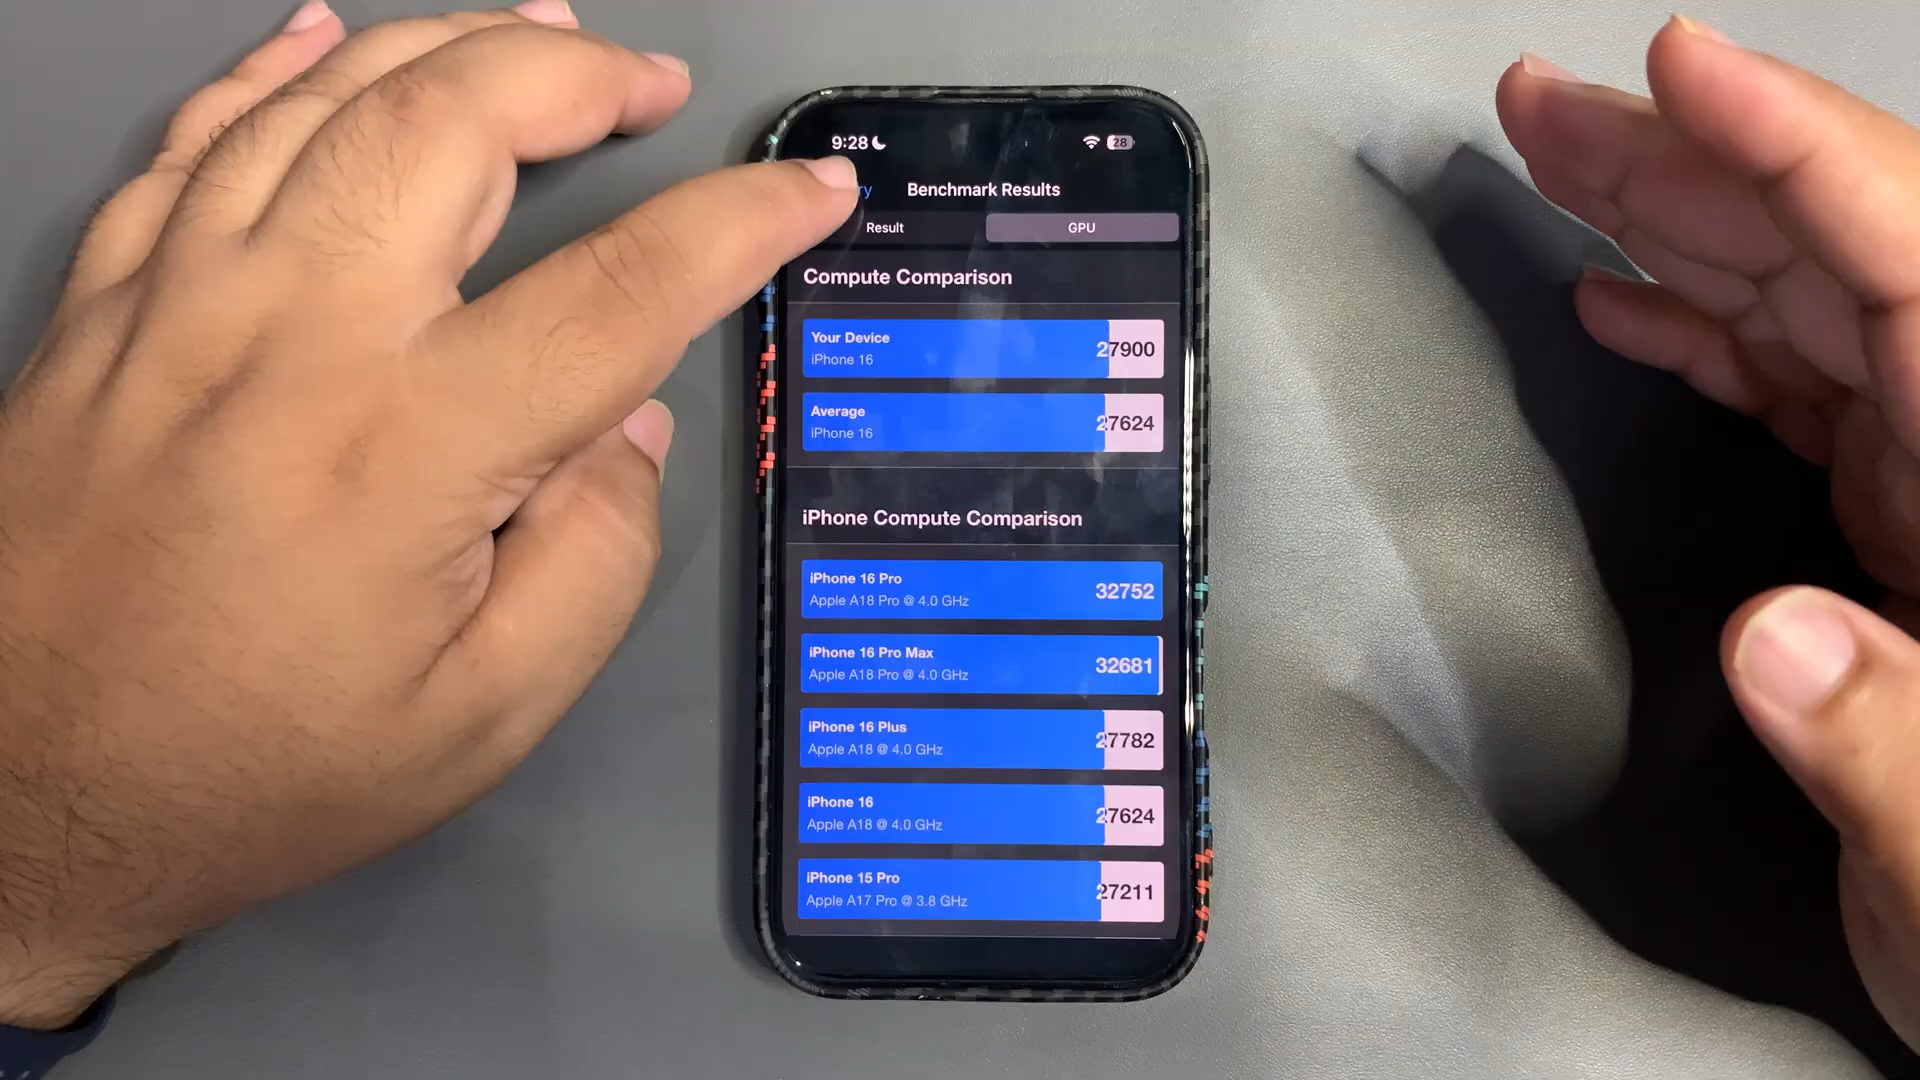 9:28
28
Benchmark Results
Result
GPU
Compute Comparison
Your Device
iPhone 16
27900
Average
iPhone 16
27624
iPhone Compute Comparison
iPhone 16 Pro
Apple A18 Pro @ 4.0 GHz
32752
iPhone 16 Pro Max
Apple A18 Pro @ 4.0 GHz
32681
iPhone 16 Plus
Apple A18 @ 4.0 GHz
27782
iPhone 16
Apple A18 @ 4.0 GHz
27624
iPhone 15 Pro
Apple A17 Pro @ 3.8 GHz
27211